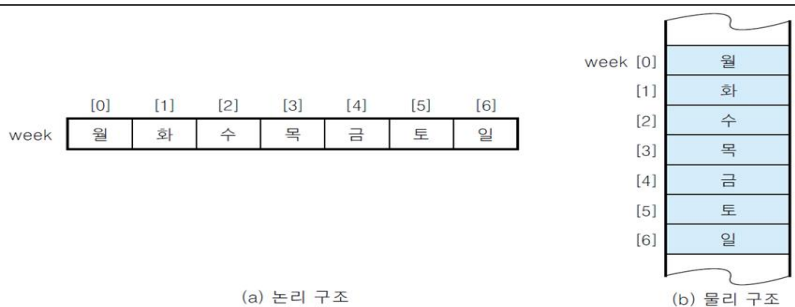 [0] [1] [2] [3] [4] [5] [6]
week 월 화 수 목 금 토 일
(a) 논리 구조
week [0] 월
[1] 화
[2] 수
[3] 목
[4] 금
[5] 토
[6] 일
(b) 물리 구조